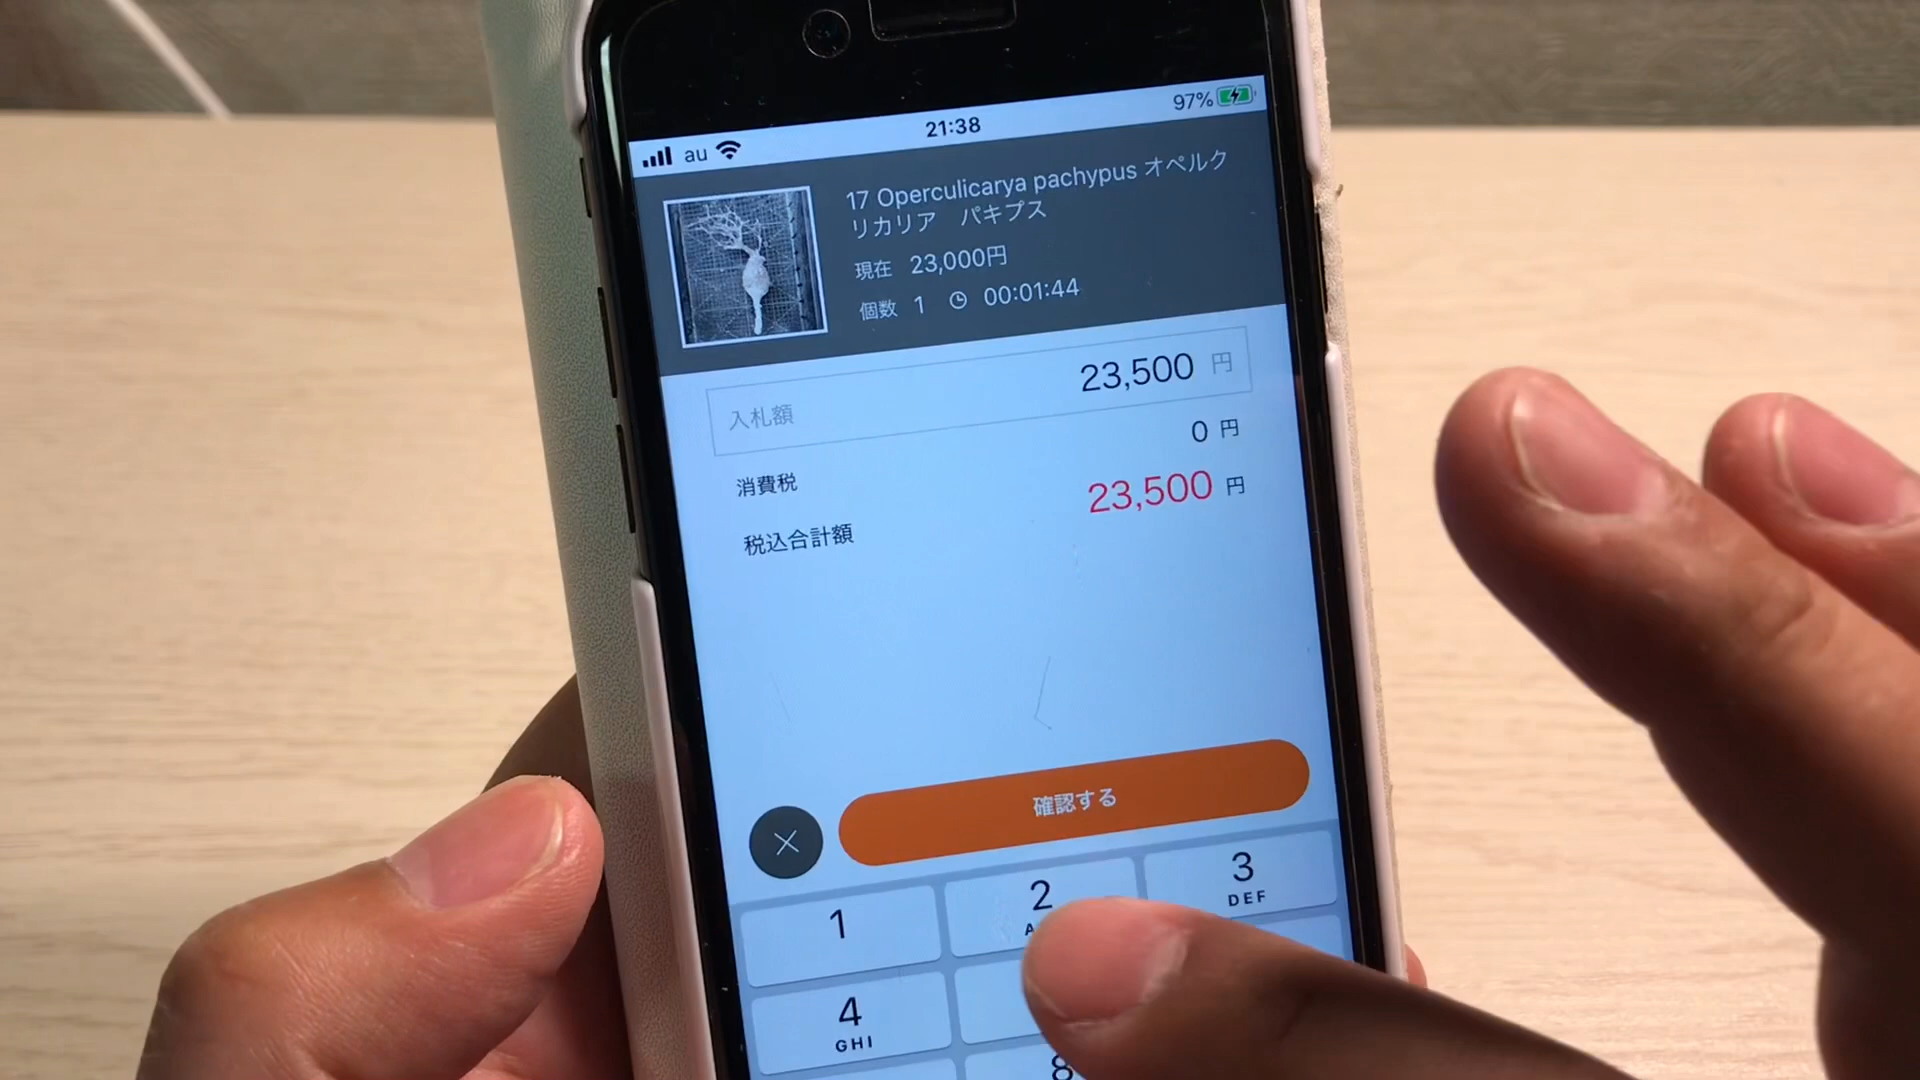 au 21:38 97%
17 Operculicarya pachypus オペルク
リカリア パキプス
現在 23,000円
個数 1 00:01:44
入札額 23,500 円
消費税 0 円
税込合計額 23,500 円
確認する
1 2 3
DEF
4
GHI
8